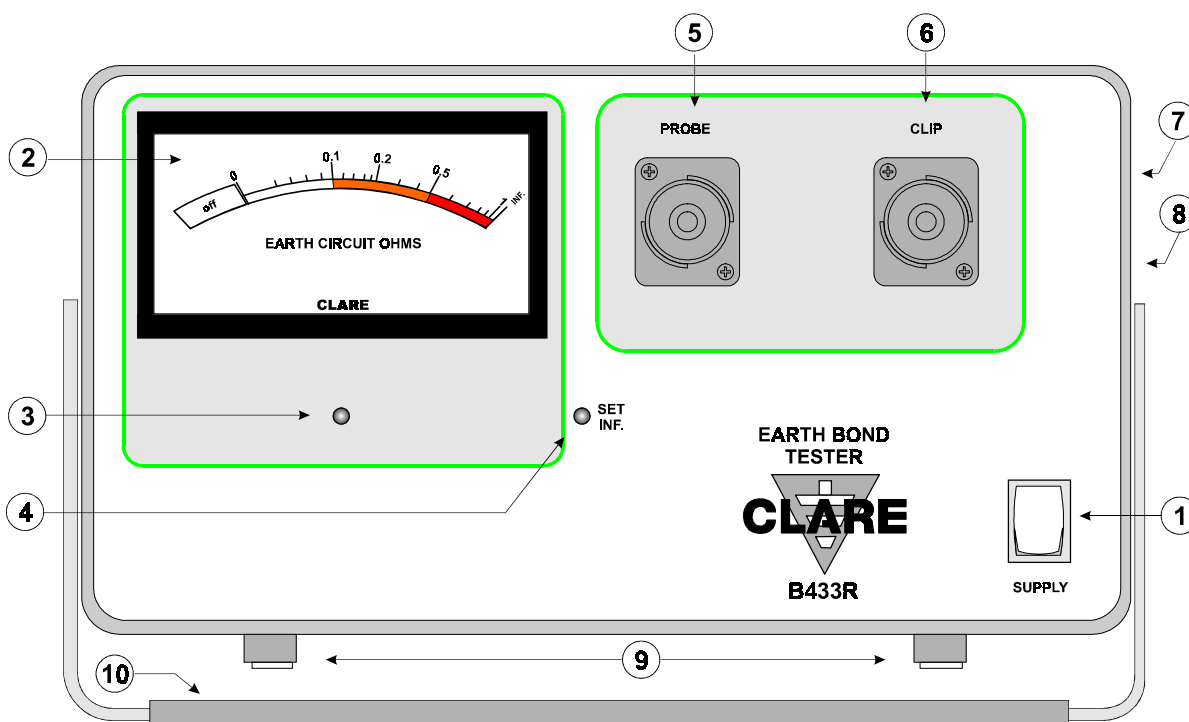 5
6
PROBE
CLIP
7
2
0
0.1
0.2
0.5
1
INF.
off
8
EARTH CIRCUIT OHMS
CLARE
3
SET
INF.
EARTH BOND
TESTER
4
CLARE
1
B433R
SUPPLY
9
10